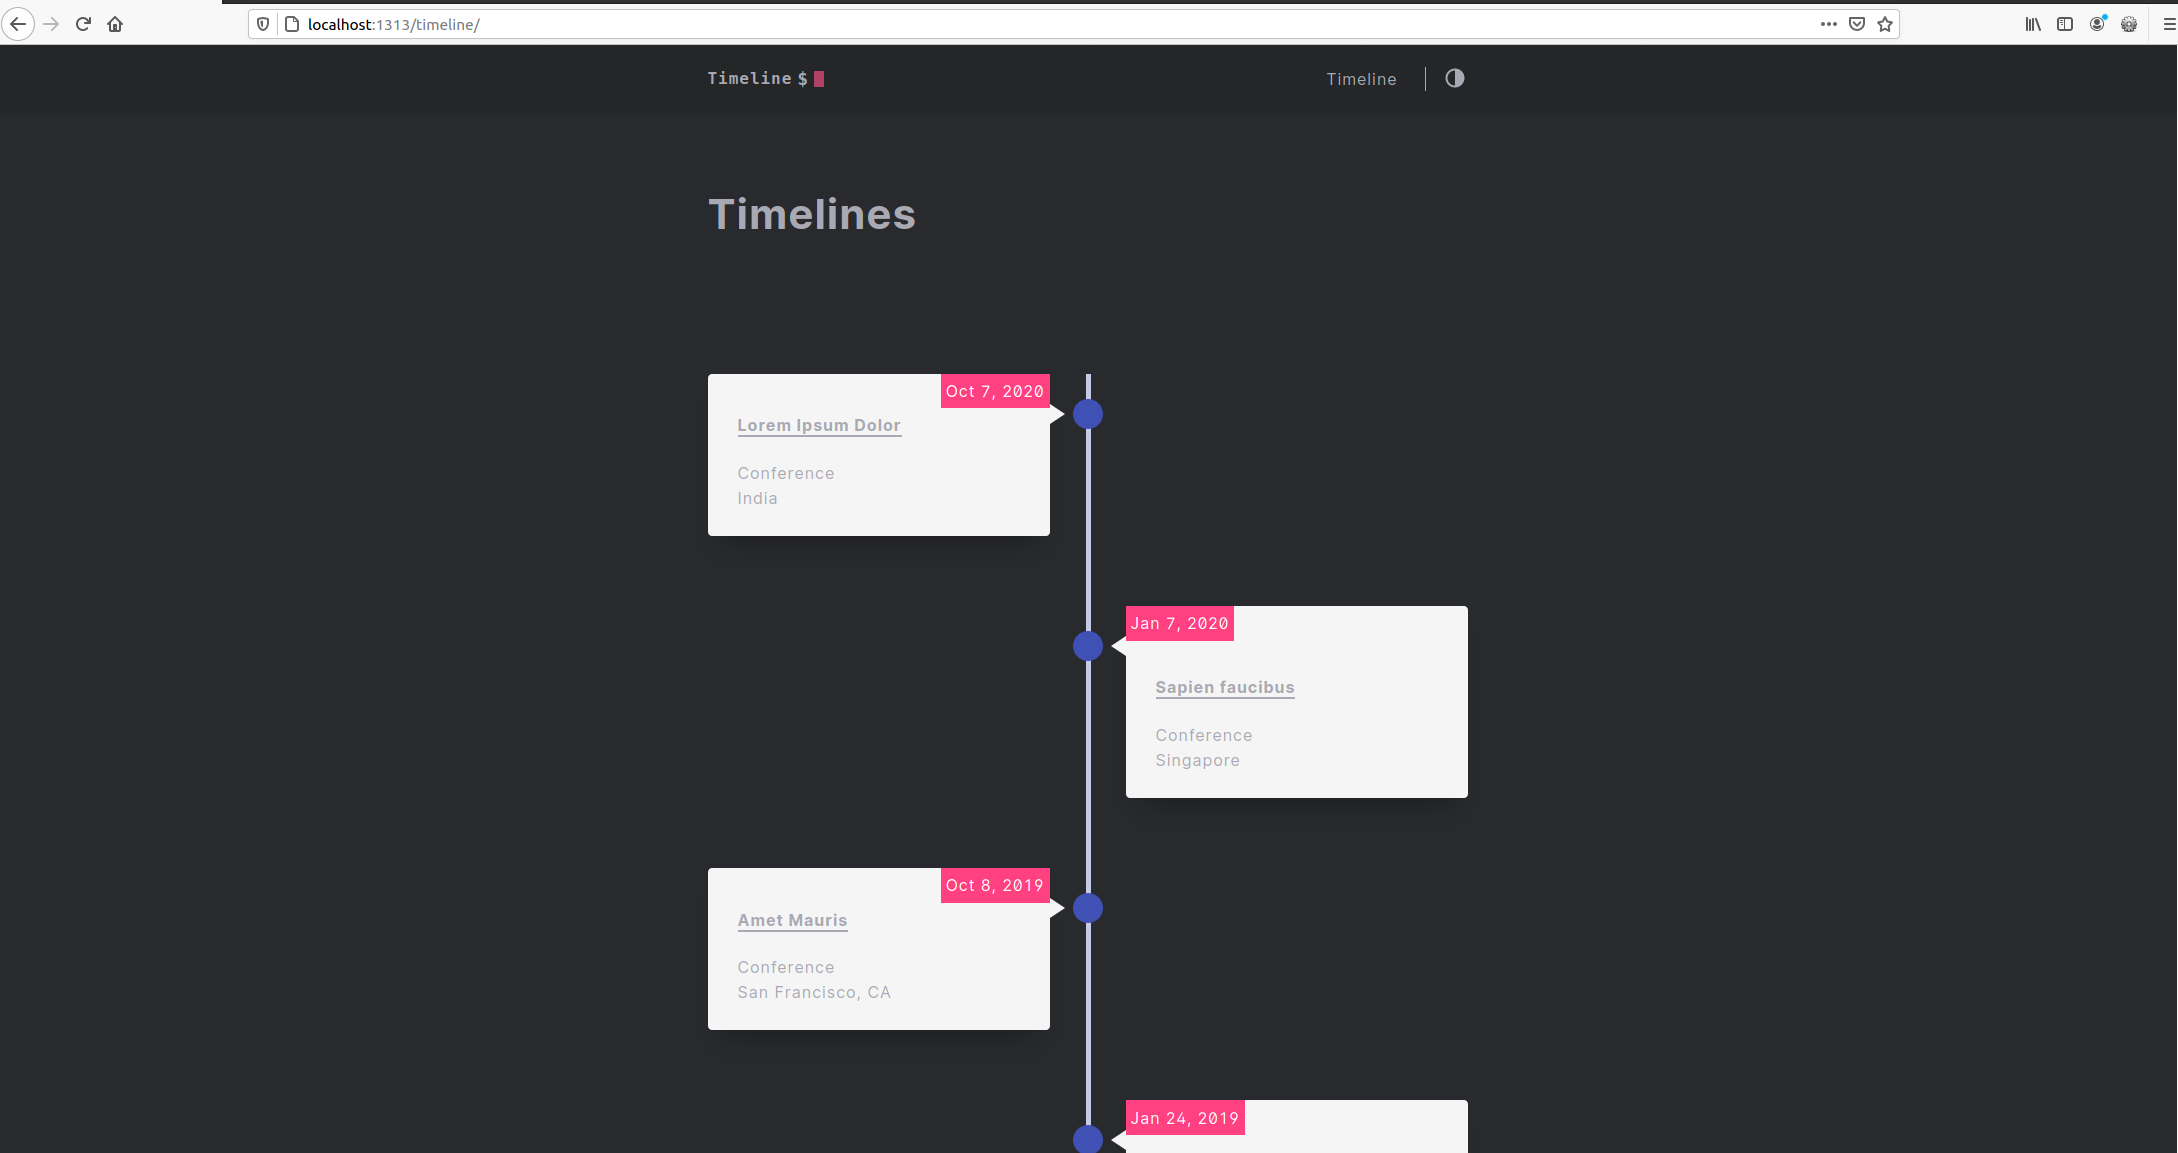 localhost:1313/timeline/
Timeline $
Timeline
Timelines
Oct 7, 2020
Lorem Ipsum Dolor
Conference
India
Jan 7, 2020
Sapien faucibus
Conference
Singapore
Oct 8, 2019
Amet Mauris
Conference
San Francisco, CA
Jan 24, 2019